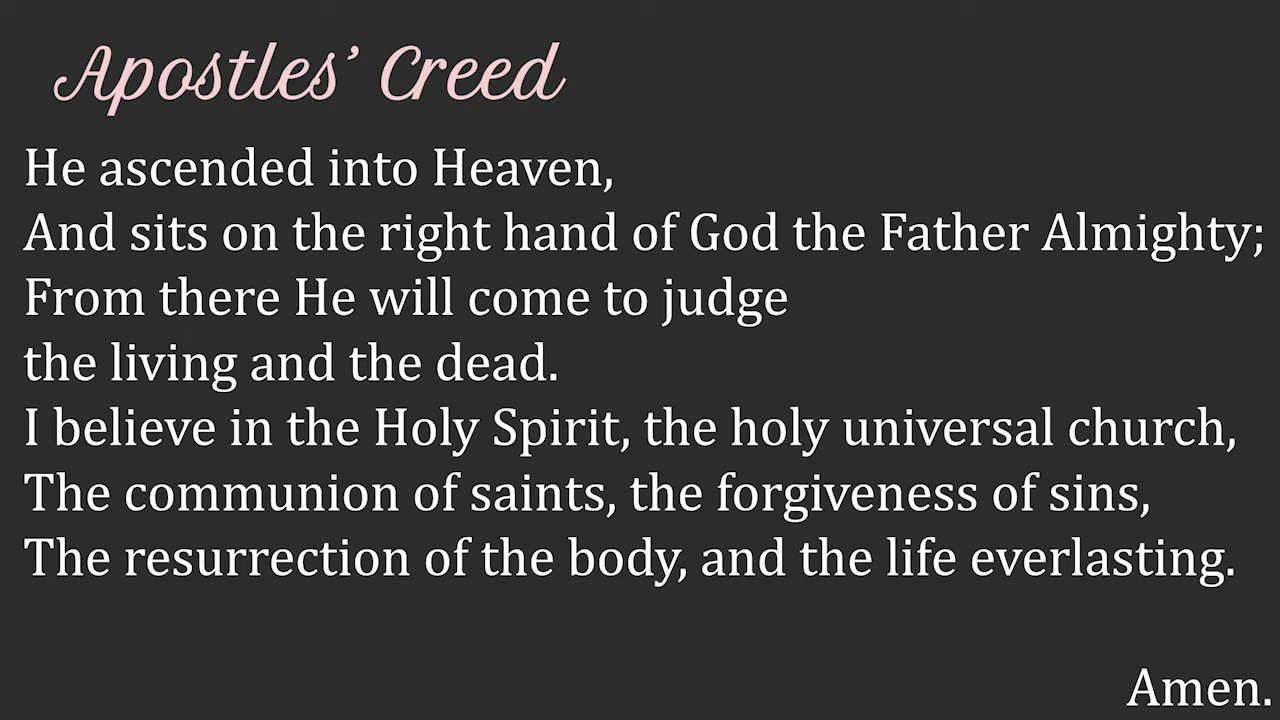 Apostles’ Creed
He ascended into Heaven,
And sits on the right hand of God the Father Almighty;
From there He will come to judge
the living and the dead.
I believe in the Holy Spirit, the holy universal church,
The communion of saints, the forgiveness of sins,
The resurrection of the body, and the life everlasting.
Amen.